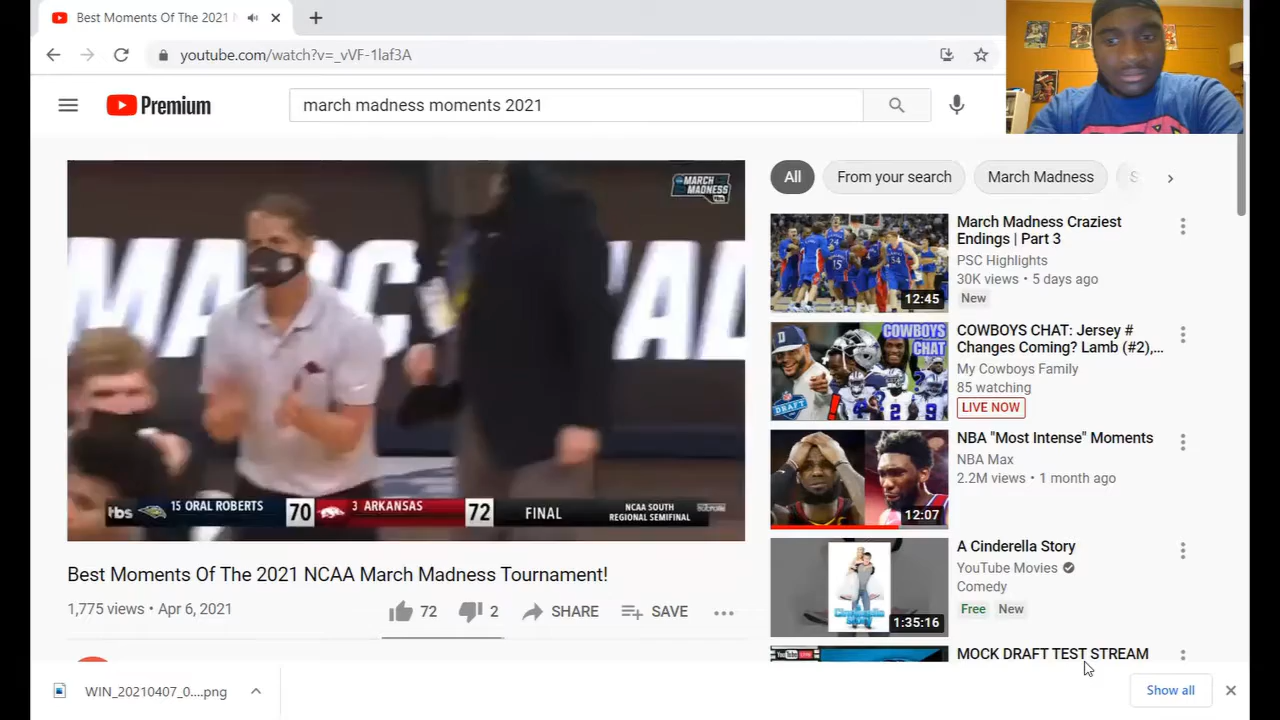 Best Moments Of The 2021
youtube.com/watch?v=_vVF-1laf3A
Premium
march madness moments 2021
MARCH
MADNESS
tbs
15 ORAL ROBERTS 70 3 ARKANSAS 72 FINAL
NCAA SOUTH
REGIONAL SEMIFINAL
Best Moments Of The 2021 NCAA March Madness Tournament!
1,775 views • Apr 6, 2021
72
2
SHARE
SAVE
All
From your search
March Madness
S
March Madness Craziest
Endings | Part 3
PSC Highlights
30K views • 5 days ago
New
12:45
COWBOYS
CHAT
DRAFT
COWBOYS CHAT: Jersey #
Changes Coming? Lamb (#2),...
My Cowboys Family
85 watching
LIVE NOW
NBA "Most Intense" Moments
NBA Max
2.2M views • 1 month ago
12:07
A Cinderella Story
YouTube Movies
Comedy
Free New
1:35:16
MOCK DRAFT TEST STREAM
WIN_20210407_0....png
Show all